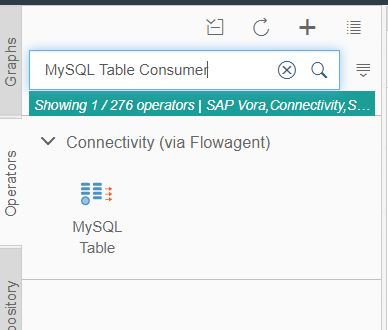 Graphs
MySQL Table Consumer
Showing 1 / 276 operators | SAP Vora,Connectivity,S...
Connectivity (via Flowagent)
Operators
MySQL
Table
pository